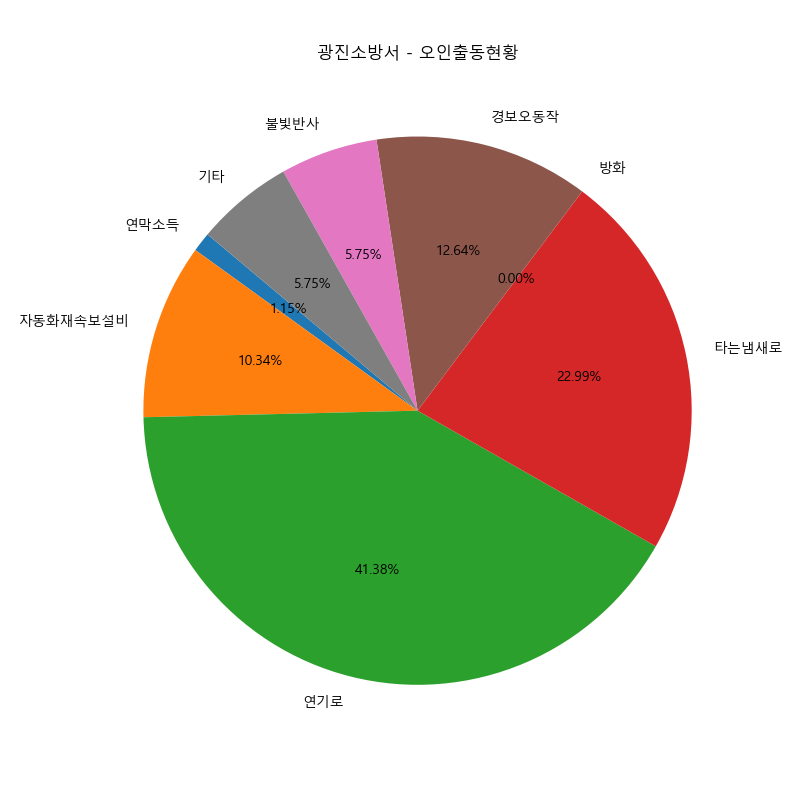 광진소방서 - 오인출동현황
경보오동작
불빛반사
방화
기타
연막소득
자동화재속보설비
타는냄새로
연기로
12.64%
5.75%
0.00%
5.75%
1.15%
10.34%
22.99%
41.38%